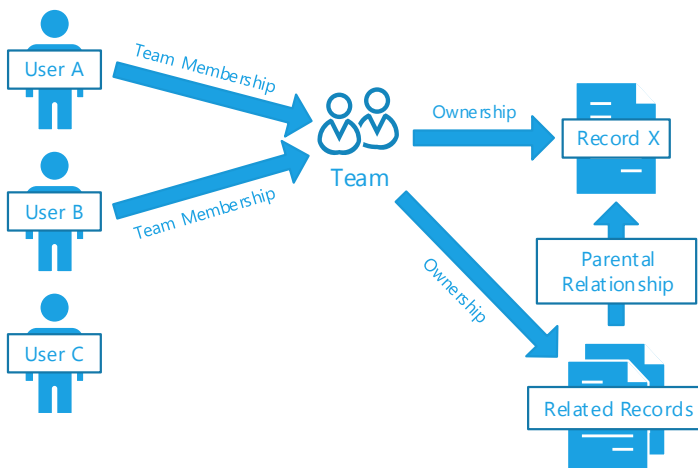 User A
Team Membership
Ownership
Record X
Team
User B
Team Membership
Ownership
Parental
Relationship
User C
Related Records